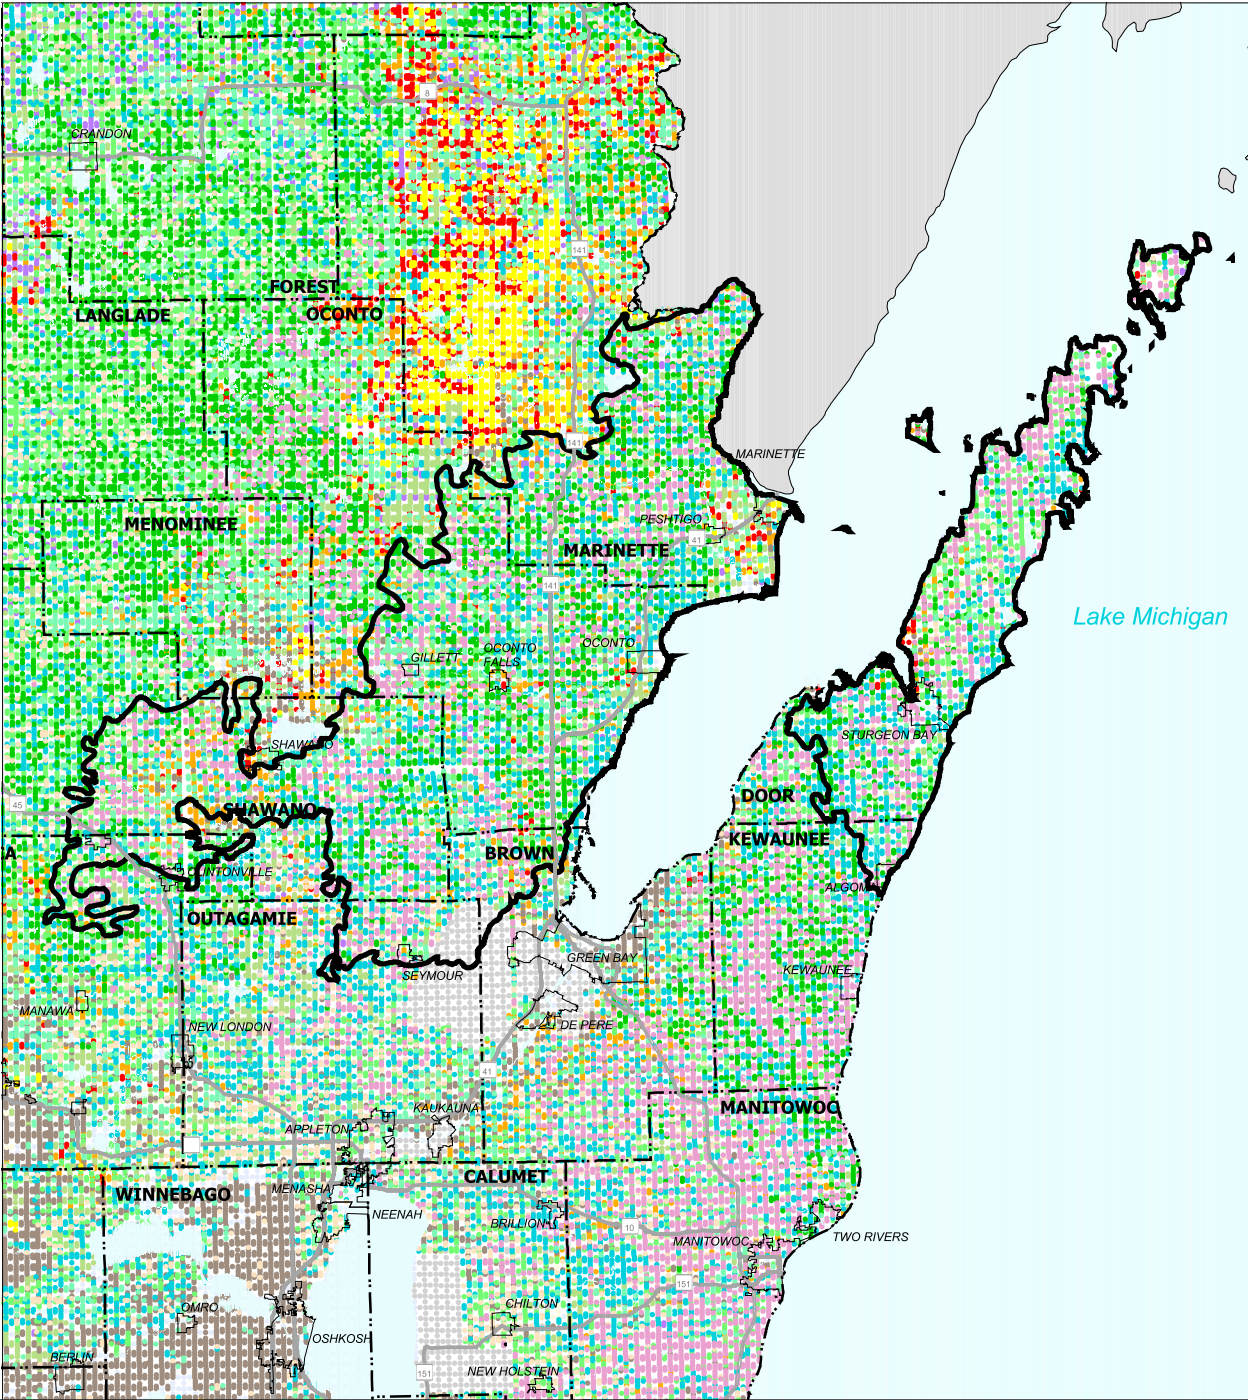 8
CRANDON
141
FOREST
LANGLADE
OCONTO
141
MARINETTE
MENOMINEE
PESHTIGO
41
MARINETTE
141
Lake Michigan
OCONTO
OCONTO
FALLS
GILLETT
STURGEON BAY
SHAWANO
DOOR
45
SHAWANO
KEWAUNEE
BROWN
A
CLINTONVILLE
ALGOMA
OUTAGAMIE
GREEN BAY
KEWAUNEE
SEYMOUR
MANAWA
DE PERE
NEW LONDON
41
KAUKAUNA
MANITOWOC
APPLETON
CALUMET
MENASHA
WINNEBAGO
NEENAH
BRILLION
10
TWO RIVERS
MANITOWOC
151
CHILTON
OMRO
OSHKOSH
BERLIN
151
NEW HOLSTEIN